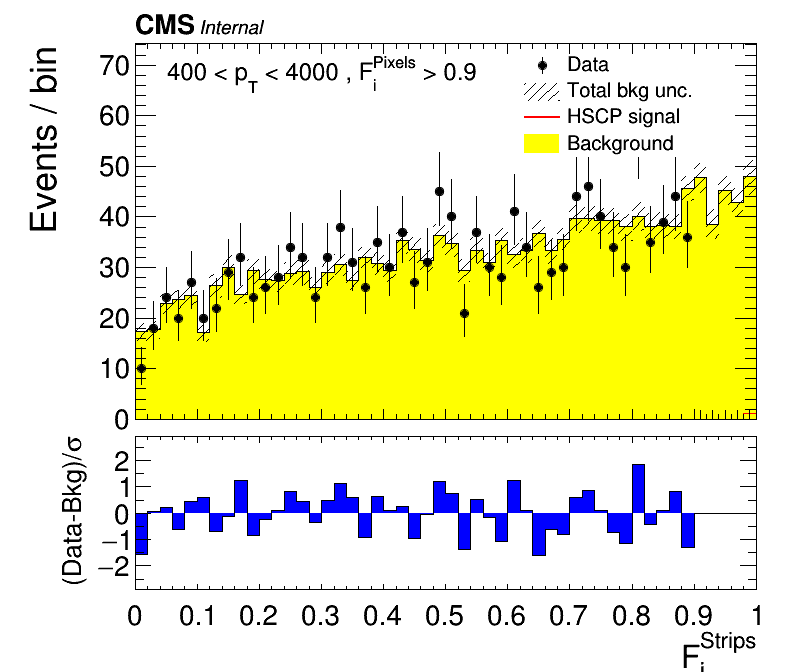 CMS Internal
Events / bin
400 < p_T < 4000 , F_i^Pixels > 0.9
Data
Total bkg unc.
HSCP signal
Background
70
60
50
40
30
20
10
0
(Data-Bkg)/σ
2
1
0
−1
−2
0 0.1 0.2 0.3 0.4 0.5 0.6 0.7 0.8 0.9 1
F_i^Strips